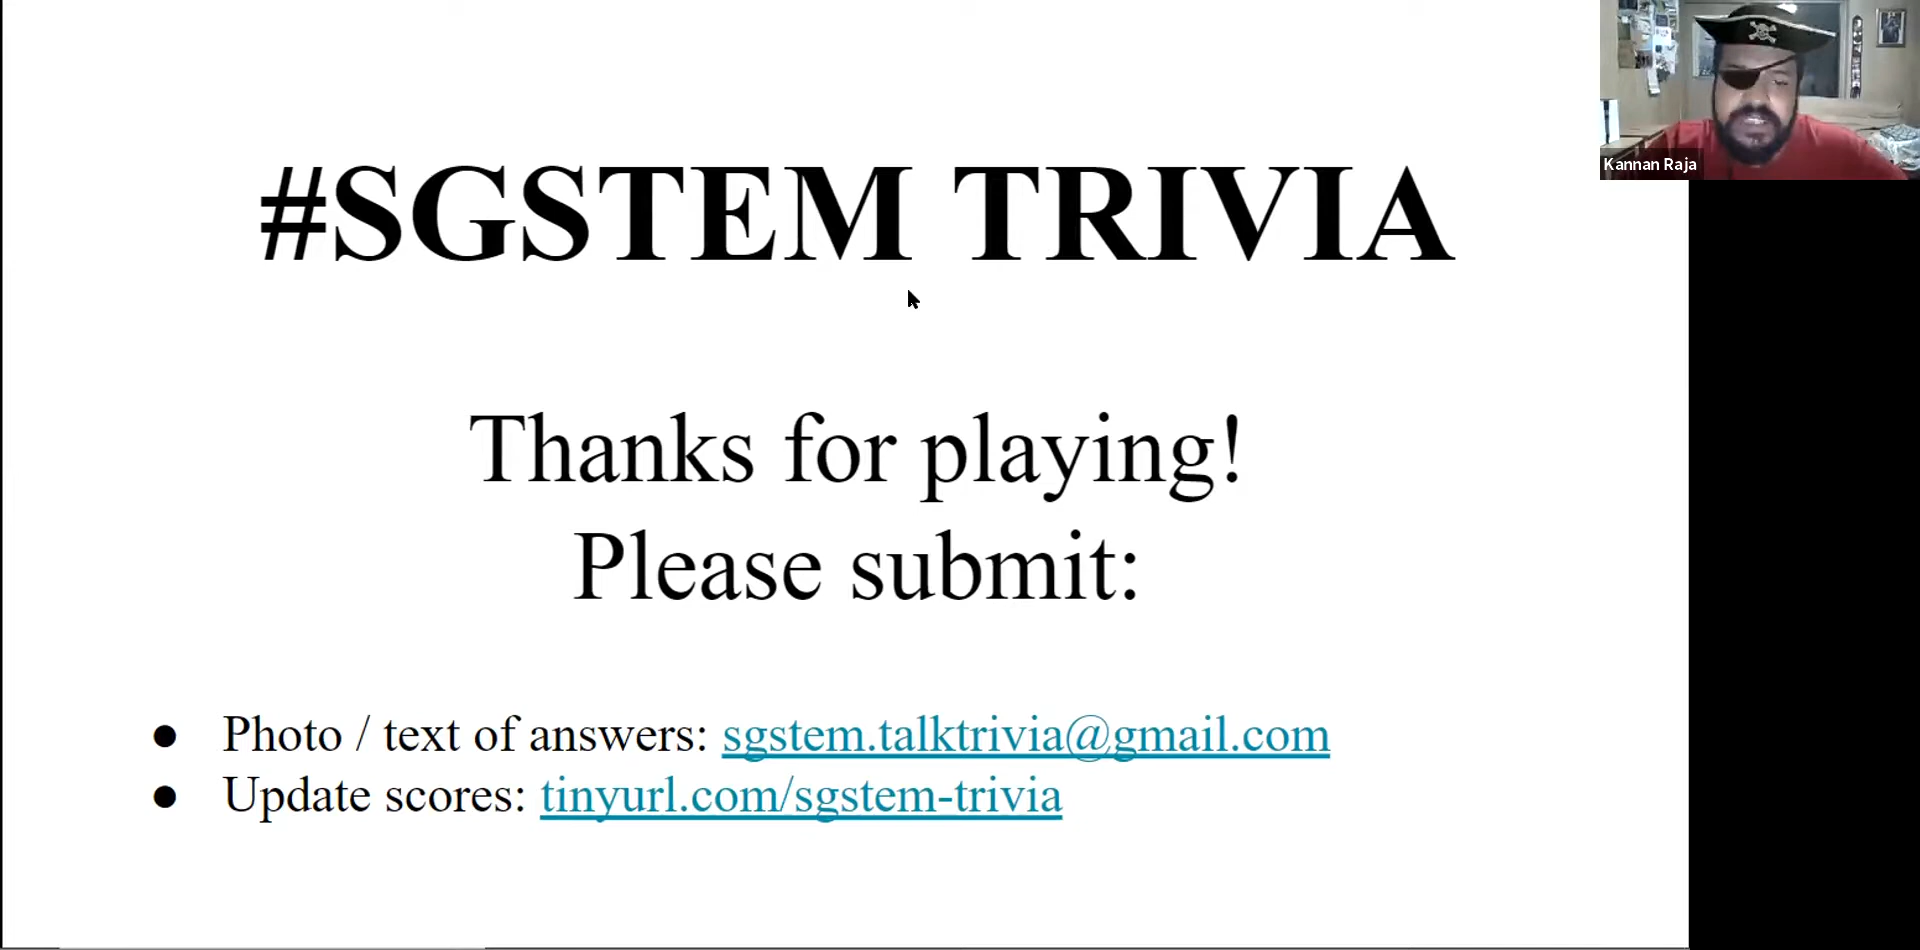 #SGSTEM TRIVIA
Thanks for playing!
Please submit:
● Photo / text of answers: sgstem.talktrivia@gmail.com
● Update scores: tinyurl.com/sgstem-trivia
Kannan Raja